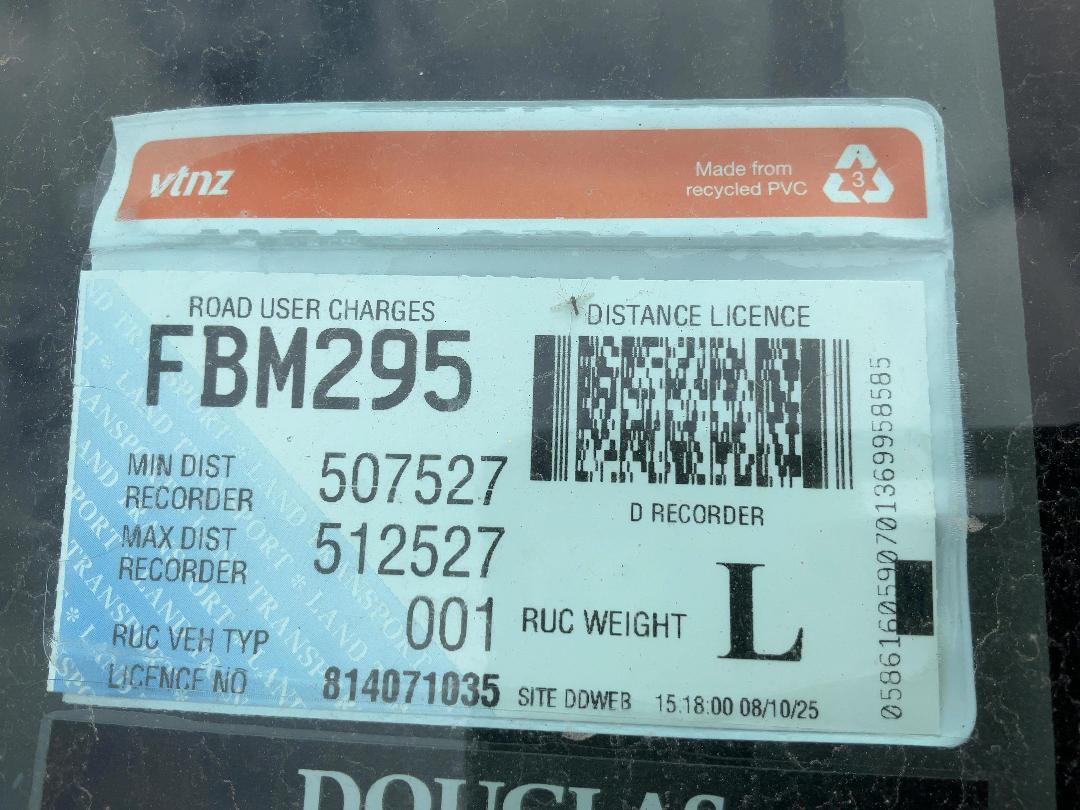 vtnz
Made from
recycled PVC
3
ROAD USER CHARGES
FBM295
MIN DIST
RECORDER
507527
MAX DIST
RECORDER
512527
RUC VEH TYP
001
LICENCE NO
814071035
DISTANCE LICENCE
D RECORDER
RUC WEIGHT
L
SITE DDWEB 15.18:00 08/10/25
0586160590701369958585
DOUGLAS